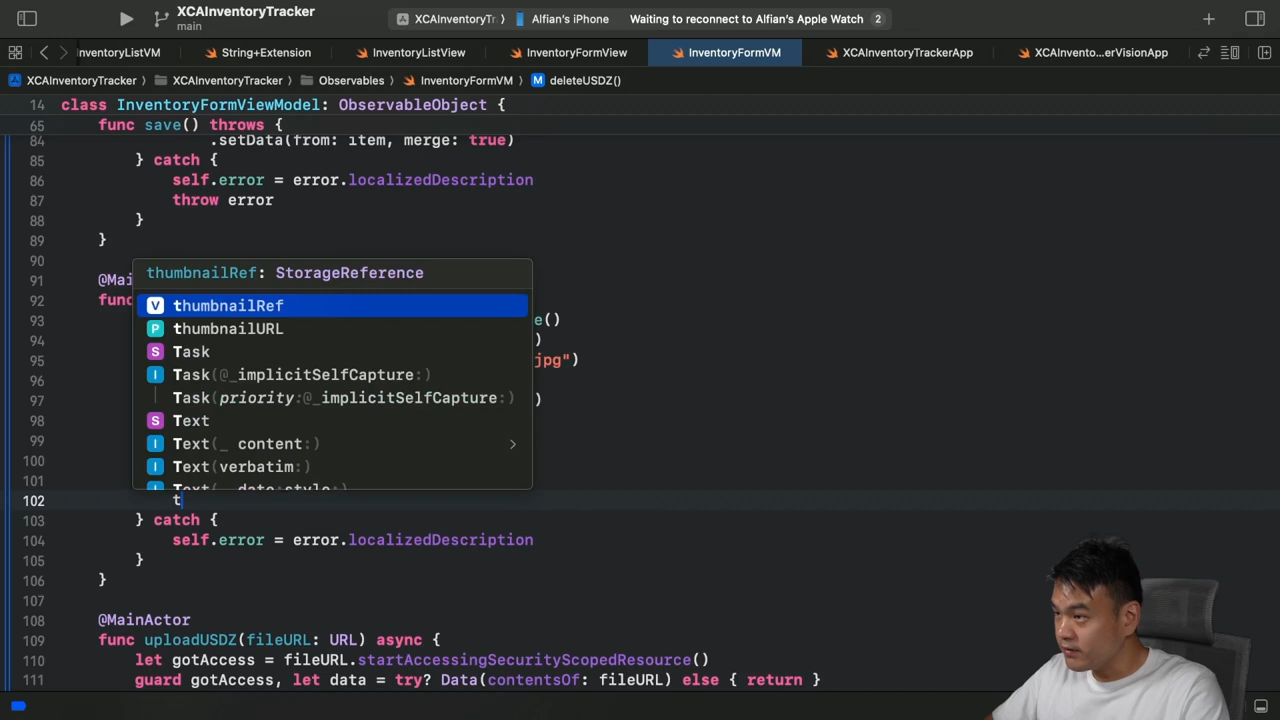 XCAInventoryTracker
main
XCAInventoryTr
Alfian's iPhone
Waiting to reconnect to Alfian's Apple Watch
2
nventoryListVM
String+Extension
InventoryListView
InventoryFormView
InventoryFormVM
XCAInventoryTrackerApp
XCAInvento...erVisionApp
XCAInventoryTracker
XCAInventoryTracker
Observables
InventoryFormVM
M deleteUSDZ()
14 class InventoryFormViewModel: ObservableObject {
65 func save() throws {
84 .setData(from: item, merge: true)
85 } catch {
86 self.error = error.localizedDescription
87 throw error
88 }
89 }
90
91 @Mai
92 func
93 e()
94 )
95 jpg")
96
97 )
98
99
100
101
102 t
103 } catch {
104 self.error = error.localizedDescription
105 }
106 }
107
108 @MainActor
109 func uploadUSDZ(fileURL: URL) async {
110 let gotAccess = fileURL.startAccessingSecurityScopedResource()
111 guard gotAccess, let data = try? Data(contentsOf: fileURL) else { return }
thumbnailRef: StorageReference
V thumbnailRef
P thumbnailURL
S Task
I Task(@_implicitSelfCapture:)
Task(priority:@_implicitSelfCapture:)
S Text
I Text(_ content:)
I Text(verbatim:)
I Text(_ date:style:)